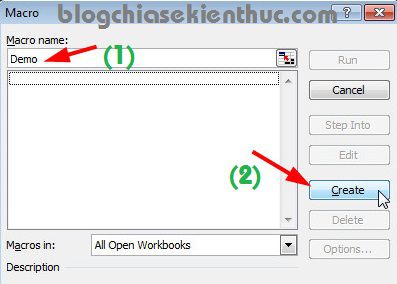 blogchiasekienthuc.com
Macro
Macro name:
Demo
(1)
Run
Cancel
Step Into
Edit
(2)
Create
Delete
Macros in:
All Open Workbooks
Options...
Description